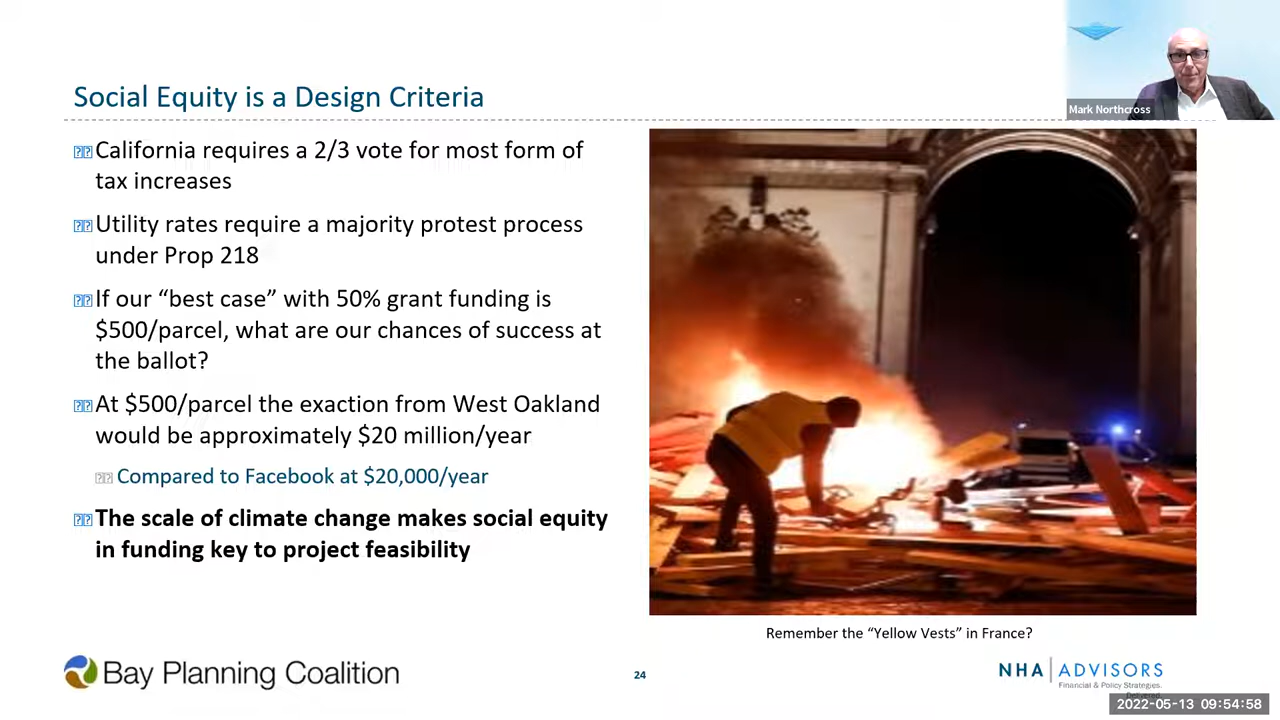 Mark Northcross
Social Equity is a Design Criteria
California requires a 2/3 vote for most form of
tax increases
Utility rates require a majority protest process
under Prop 218
If our “best case” with 50% grant funding is
$500/parcel, what are our chances of success at
the ballot?
At $500/parcel the exaction from West Oakland
would be approximately $20 million/year
Compared to Facebook at $20,000/year
The scale of climate change makes social equity
in funding key to project feasibility
Remember the “Yellow Vests” in France?
Bay Planning Coalition
24
NHA ADVISORS
Financial & Policy Strategies.
Delivered.
2022-05-13 09:54:58